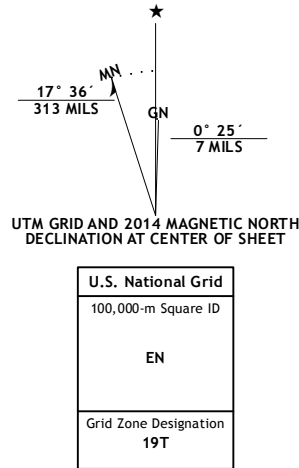 ★
MN
GN
17° 36´
313 MILS
0° 25´
7 MILS
UTM GRID AND 2014 MAGNETIC NORTH
DECLINATION AT CENTER OF SHEET
U.S. National Grid
100,000-m Square ID
EN
Grid Zone Designation
19T